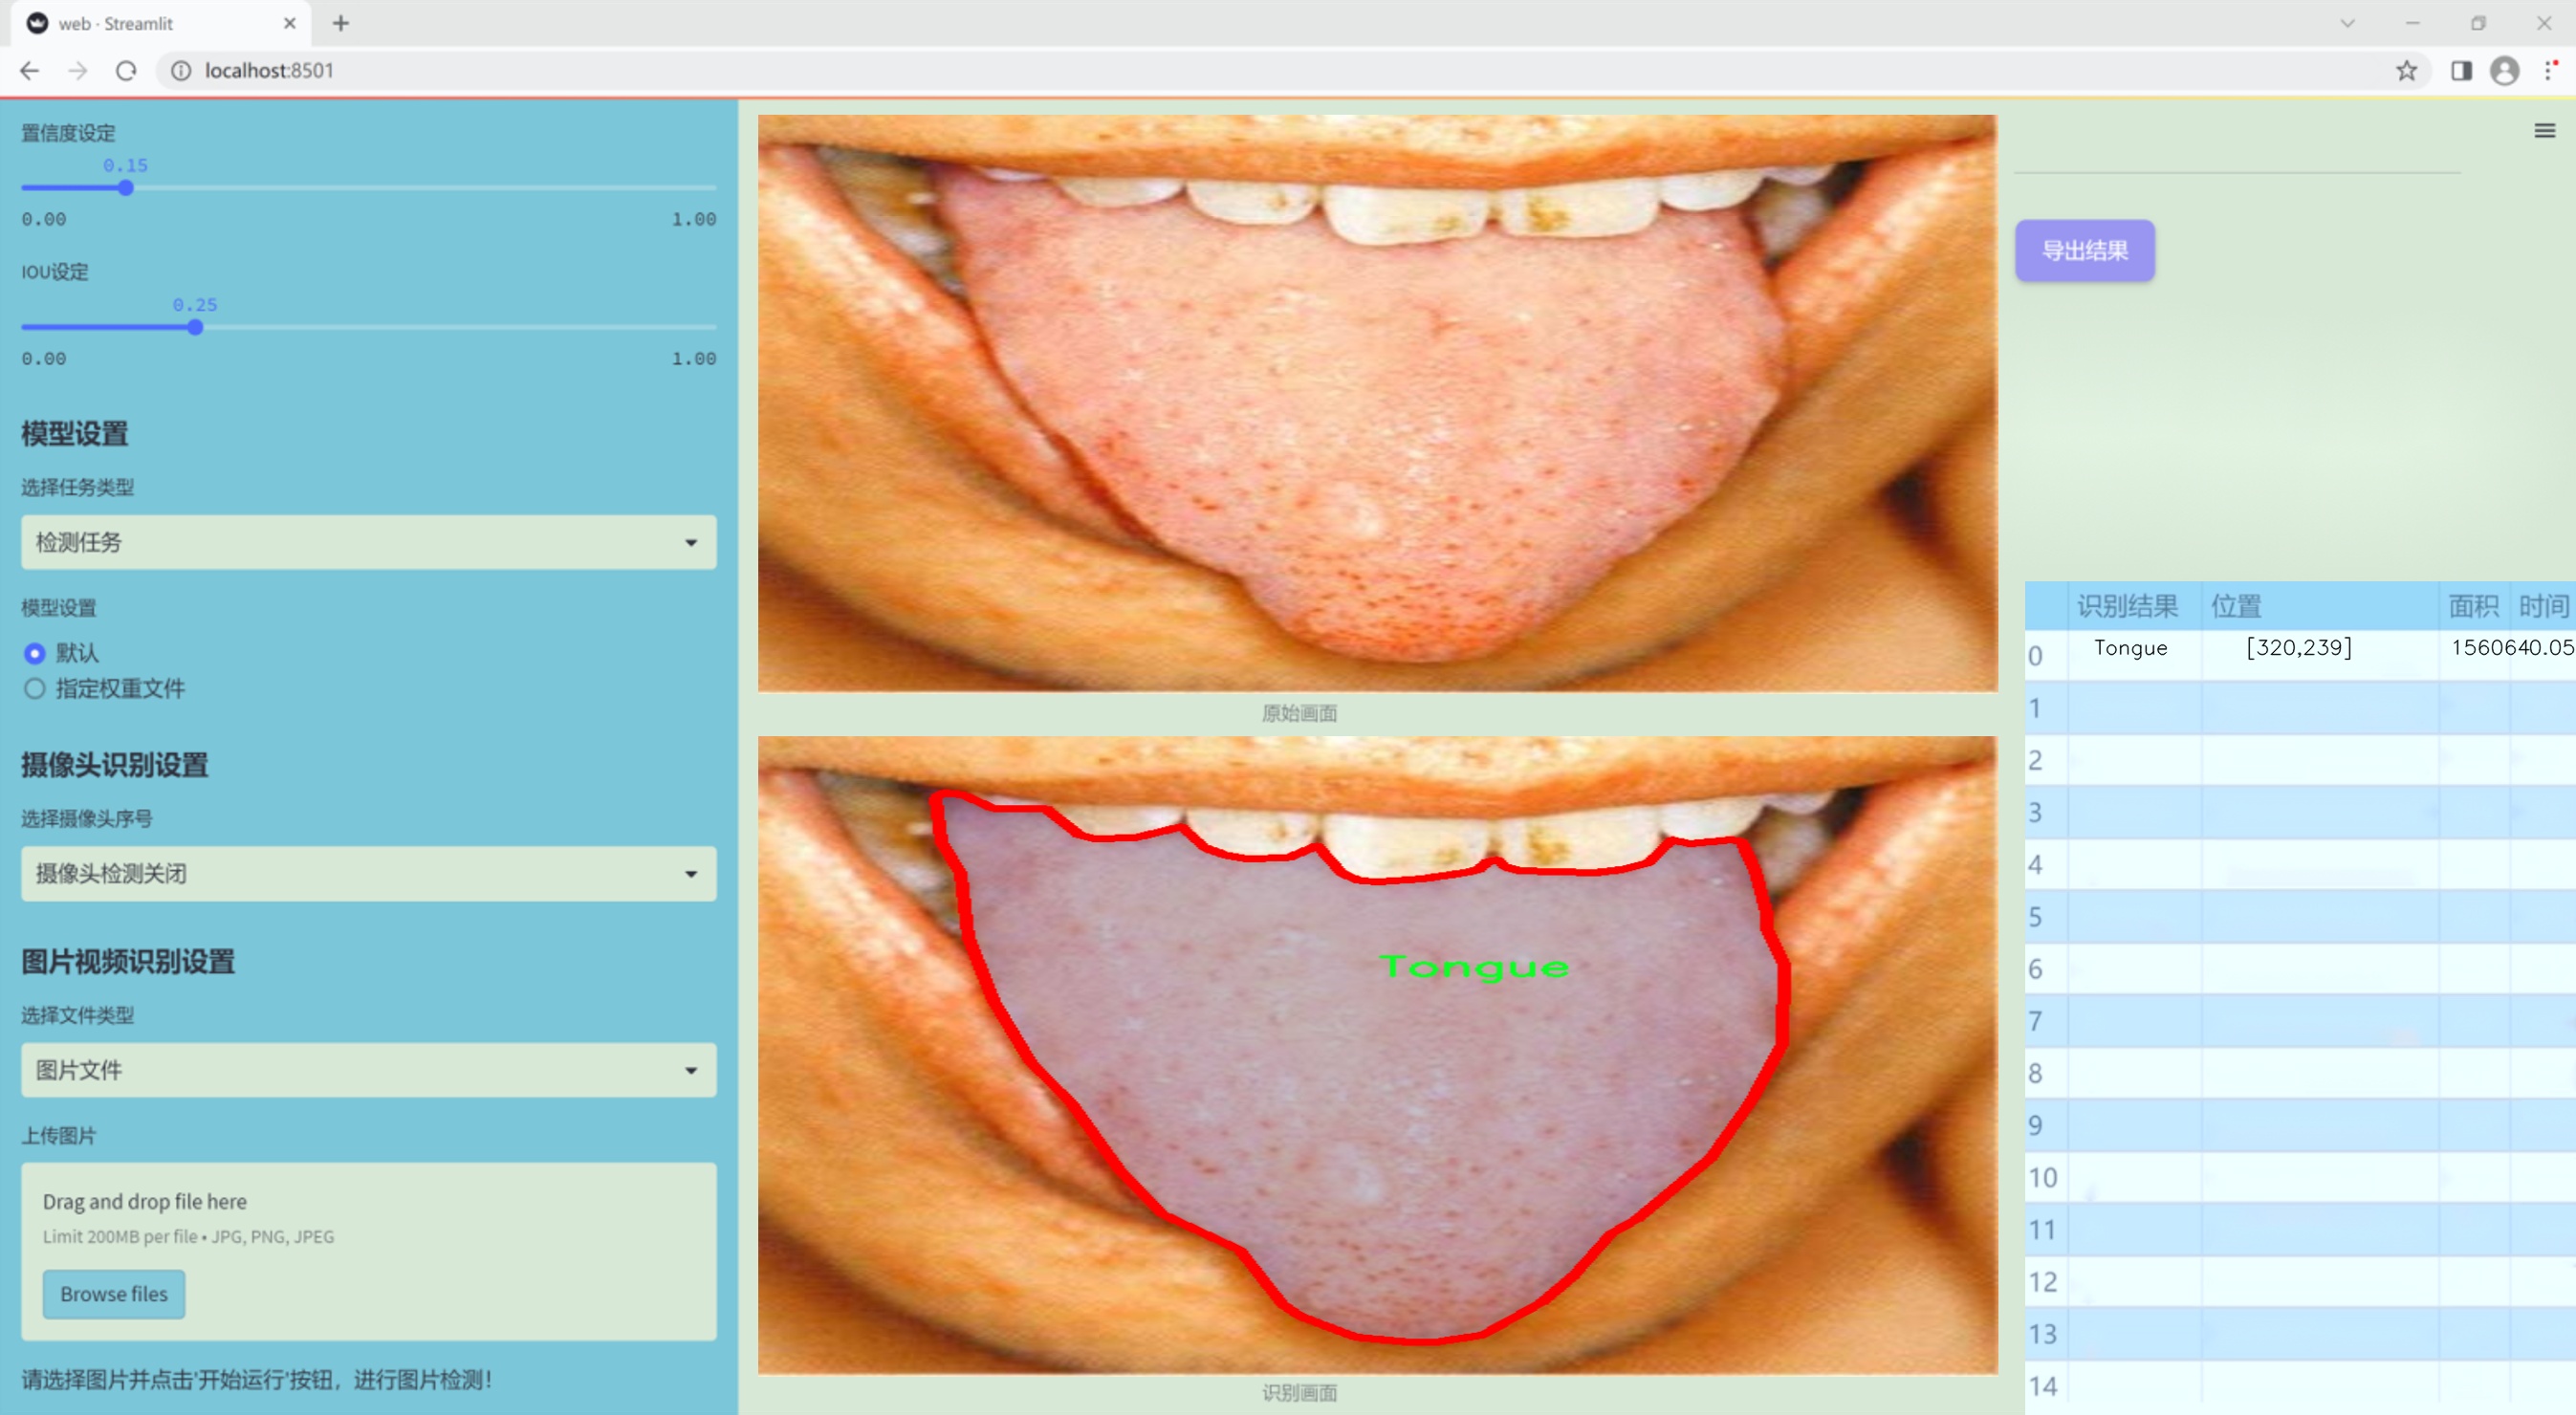 web · Streamlit
localhost:8501
置信度设定
0.15
0.00 1.00
IOU设定
0.25
0.00 1.00
模型设置
选择任务类型
检测任务
模型设置
默认
指定权重文件
摄像头识别设置
选择摄像头序号
摄像头检测关闭
图片视频识别设置
选择文件类型
图片文件
上传图片
Drag and drop file here
Limit 200MB per file • JPG, PNG, JPEG
Browse files
请选择图片并点击'开始运行'按钮，进行图片检测！
原始画面
Tongue
识别画面
导出结果
识别结果 位置 面积 时间
0 Tongue [320,239] 1560640.05
1
2
3
4
5
6
7
8
9
10
11
12
13
14